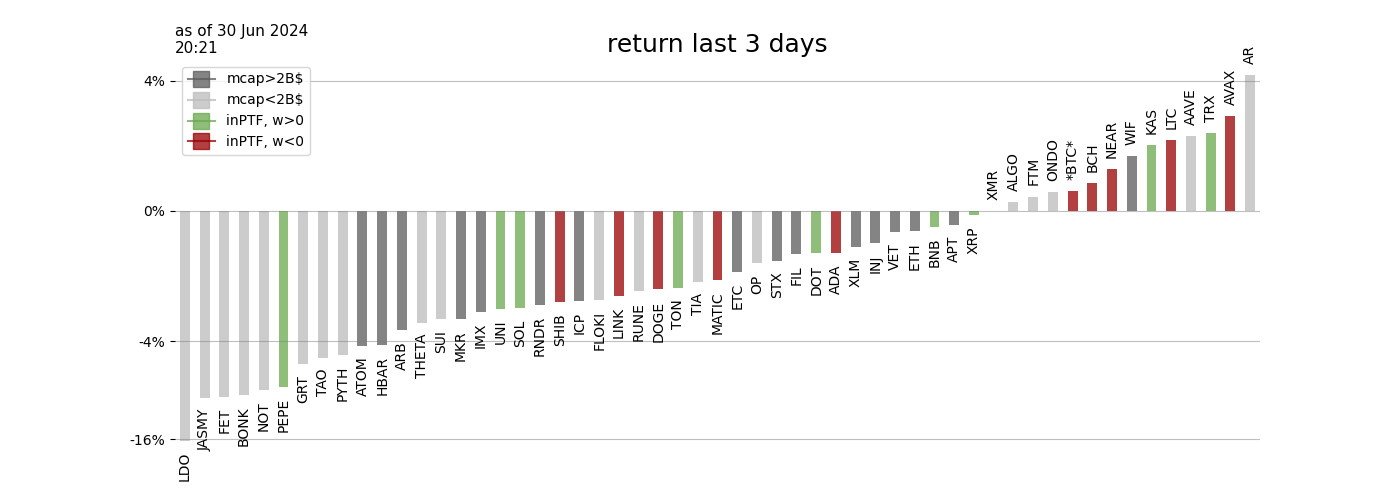 as of 30 Jun 2024
20:21
return last 3 days
mcap>2B$
mcap<2B$
inPTF, w>0
inPTF, w<0
4%
0%
-4%
-16%
LDO
JASMY
FET
BONK
NOT
PEPE
GRT
TAO
PYTH
ATOM
HBAR
ARB
THETA
SUI
MKR
IMX
UNI
SOL
RNDR
SHIB
ICP
FLOKI
LINK
RUNE
DOGE
TON
TIA
MATIC
ETC
OP
STX
FIL
DOT
ADA
XLM
INJ
VET
ETH
BNB
APT
XRP
XMR
ALGO
FTM
ONDO
*BTC*
BCH
NEAR
WIF
KAS
LTC
AAVE
TRX
AVAX
AR